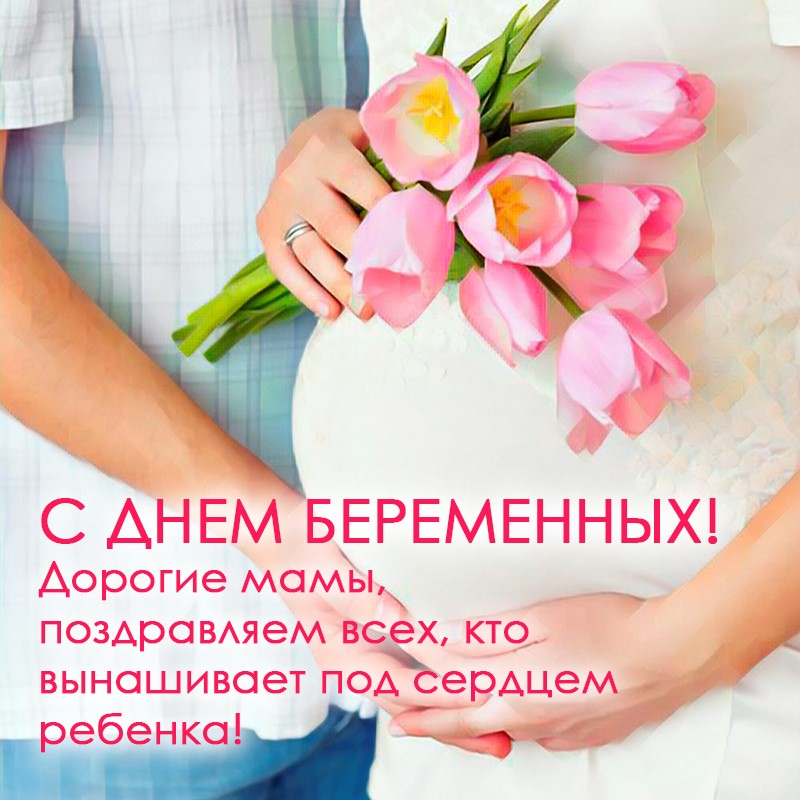 С ДНЕМ БЕРЕМЕННЫХ!
Дорогие мамы,
поздравляем всех, кто
вынашивает под сердцем
ребенка!